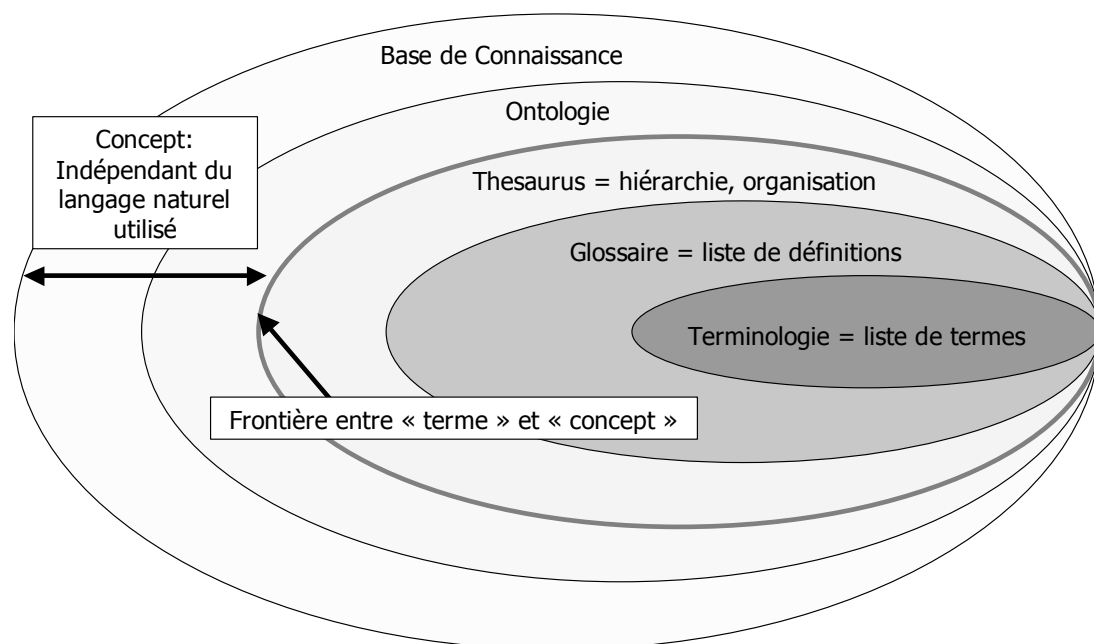 Base de Connaissance
Ontologie
Concept:
Indépendant du
langage naturel
utilisé
Thesaurus = hiérarchie, organisation
Glossaire = liste de définitions
Terminologie = liste de termes
Frontière entre « terme » et « concept »